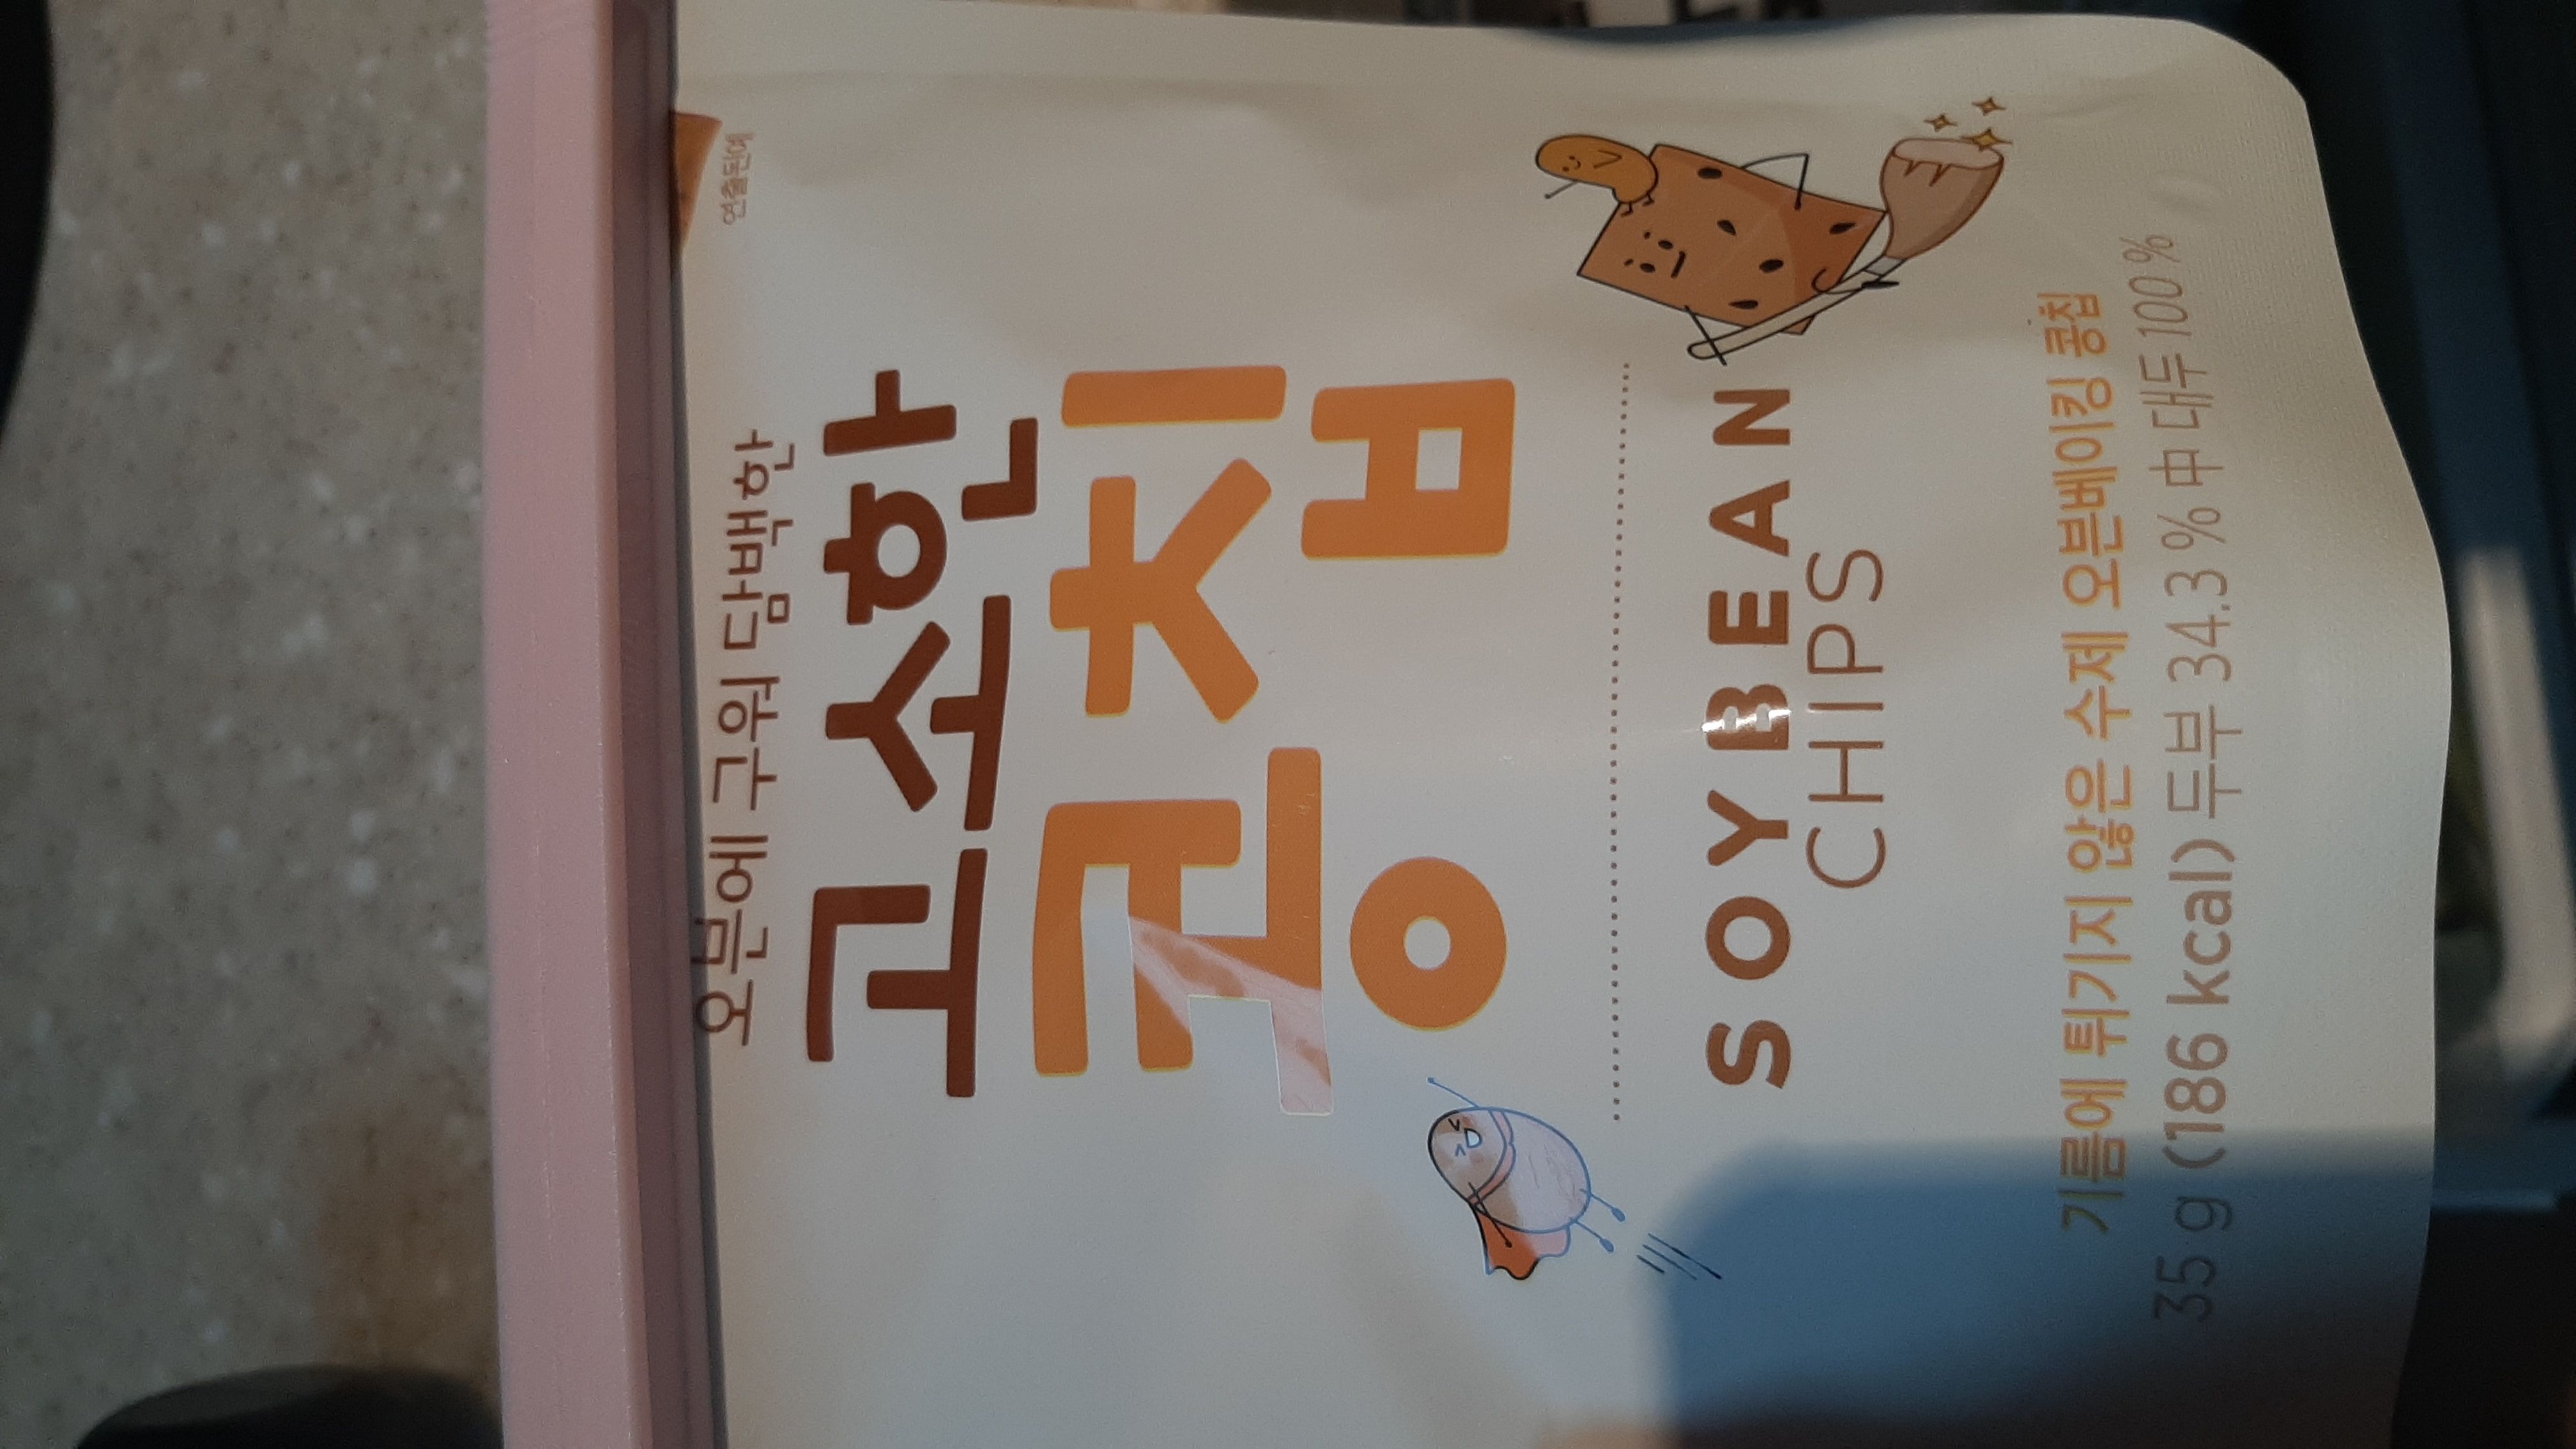 연출된예
오븐에 구워 담백한
고소한
콩칩
SOYBEAN
CHIPS
기름에 튀기지 않은 수제 오븐베이킹 콩칩
35 g (186 kcal) 두부 34.3 % 中 대두 100 %